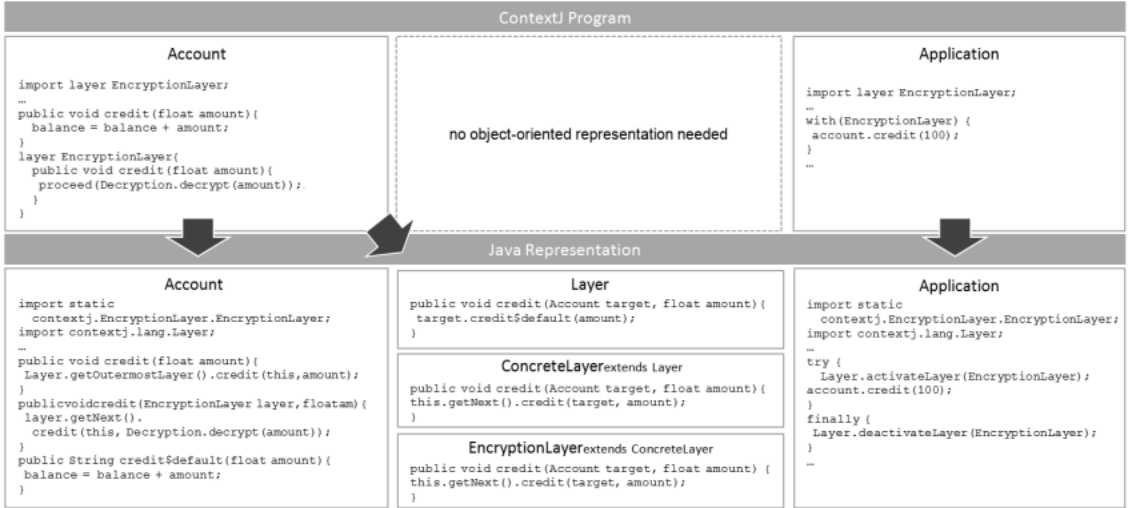 ContextJ Program
Account
import layer EncryptionLayer;
…
public void credit(float amount){
balance = balance + amount;
}
layer EncryptionLayer{
public void credit(float amount){
proceed(Decryption.decrypt(amount));
}
}
no object-oriented representation needed
Application
import layer EncryptionLayer;
…
with(EncryptionLayer) {
account.credit(100);
}
…
Java Representation
Account
import static
contextj.EncryptionLayer.EncryptionLayer;
import contextj.lang.Layer;
…
public void credit(float amount){
Layer.getOutermostLayer().credit(this,amount);
}
publicvoidcredit(EncryptionLayer layer,floatam){
layer.getNext().
credit(this, Decryption.decrypt(amount));
}
public String credit$default(float amount){
balance = balance + amount;
}
Layer
public void credit(Account target, float amount){
target.credit$default(amount);
}
ConcreteLayerextends Layer
public void credit(Account target, float amount){
this.getNext().credit(target, amount);
}
EncryptionLayerextends ConcreteLayer
public void credit(Account target, float amount) {
this.getNext().credit(target, amount);
}
Application
import static
contextj.EncryptionLayer.EncryptionLayer;
import contextj.lang.Layer;
…
try {
Layer.activateLayer(EncryptionLayer);
account.credit(100);
}
finally {
Layer.deactivateLayer(EncryptionLayer);
}
…